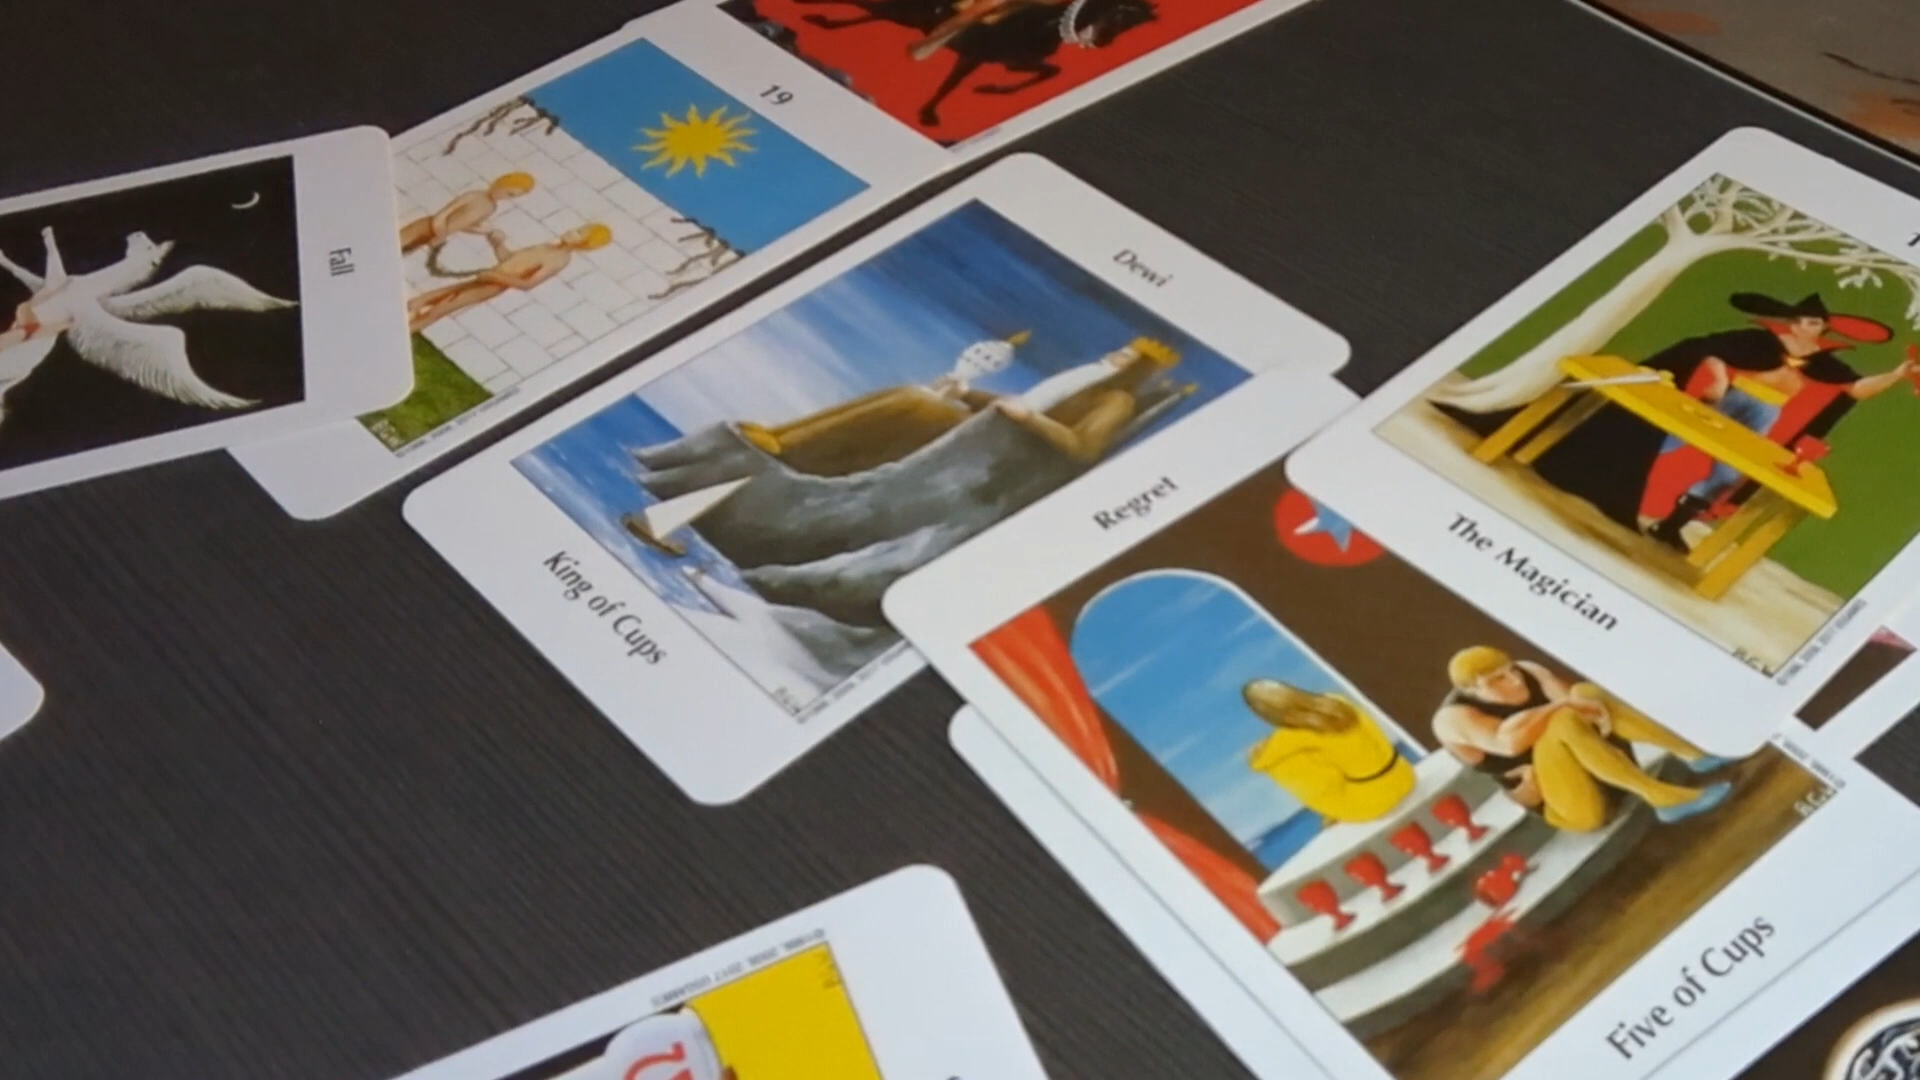 19
Fall
Dewi
King of Cups
Regret
The Magician
Five of Cups